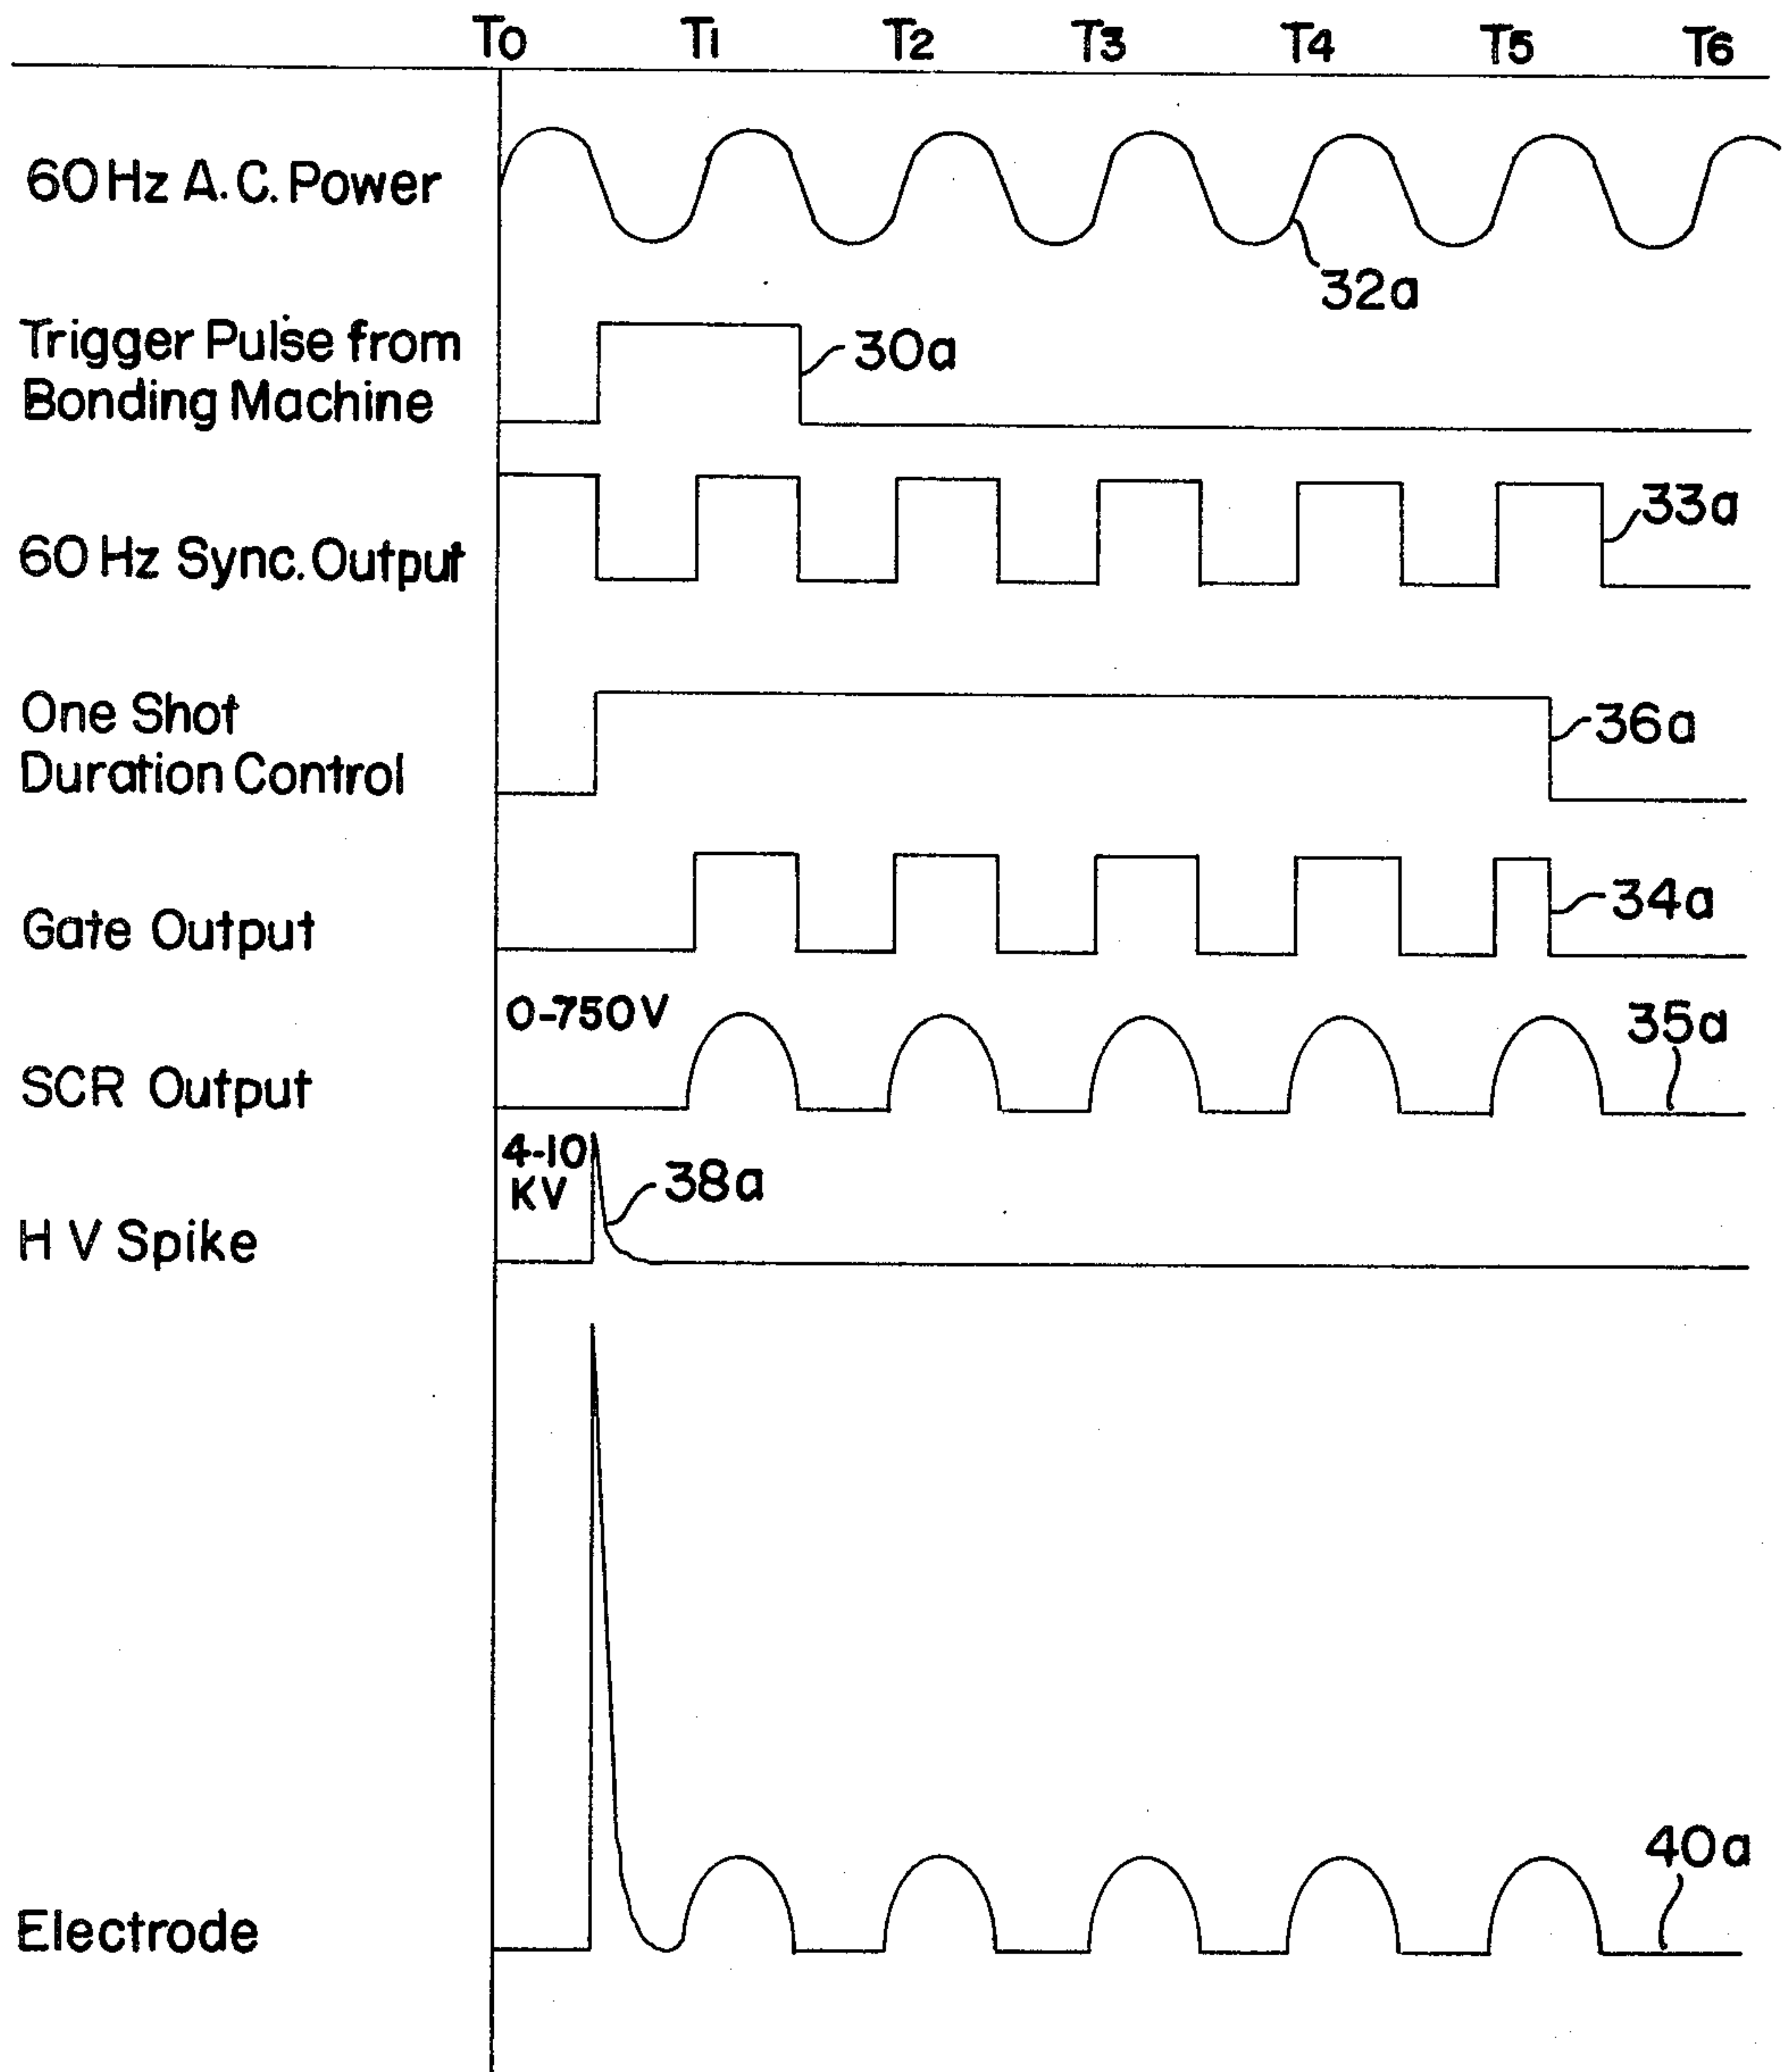 To T1 T2 T3 T4 T5 T6
60 Hz A.C. Power
32a
Trigger Pulse from
Bonding Machine
30a
60 Hz Sync. Output
33a
One Shot
Duration Control
36a
Gate Output
34a
0-750V
SCR Output
35a
4-10
KV
H V Spike
38a
Electrode
40a